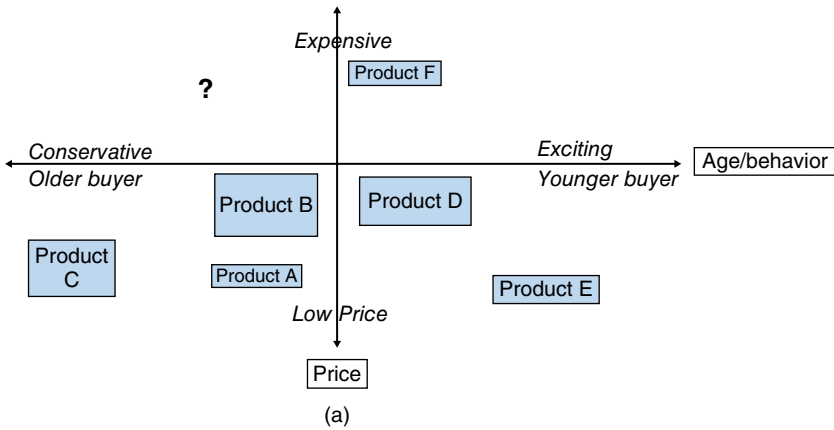 Expensive
Product F
?
Conservative
Exciting
Older buyer
Younger buyer
Age/behavior
Product B
Product D
Product
C
Product A
Product E
Low Price
Price
(a)